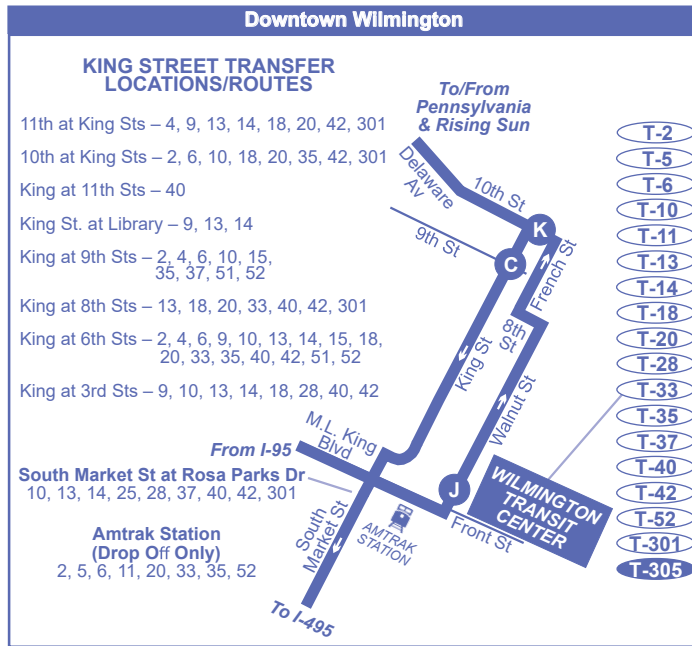 Downtown Wilmington
KING STREET TRANSFER
LOCATIONS/ROUTES
11th at King Sts – 4, 9, 13, 14, 18, 20, 42, 301
10th at King Sts – 2, 6, 10, 18, 20, 35, 42, 301
King at 11th Sts – 40
King St. at Library – 9, 13, 14
King at 9th Sts – 2, 4, 6, 10, 15,
35, 37, 51, 52
King at 8th Sts – 13, 18, 20, 33, 40, 42, 301
King at 6th Sts – 2, 4, 6, 9, 10, 13, 14, 15, 18,
20, 33, 35, 40, 42, 51, 52
King at 3rd Sts – 9, 10, 13, 14, 18, 28, 40, 42
South Market St at Rosa Parks Dr
10, 13, 14, 25, 28, 37, 40, 42, 301
Amtrak Station
(Drop Off Only)
2, 5, 6, 11, 20, 33, 35, 52
To/From
Pennsylvania
& Rising Sun
Delaware
Av
10th St
K
9th St
C
French St
8th
St
King St
Walnut St
M.L. King
Blvd
From I-95
J
WILMINGTON
TRANSIT
CENTER
Front St
AMTRAK
STATION
South
Market St
To I-495
T-2
T-5
T-6
T-10
T-11
T-13
T-14
T-18
T-20
T-28
T-33
T-35
T-37
T-40
T-42
T-52
T-301
T-305